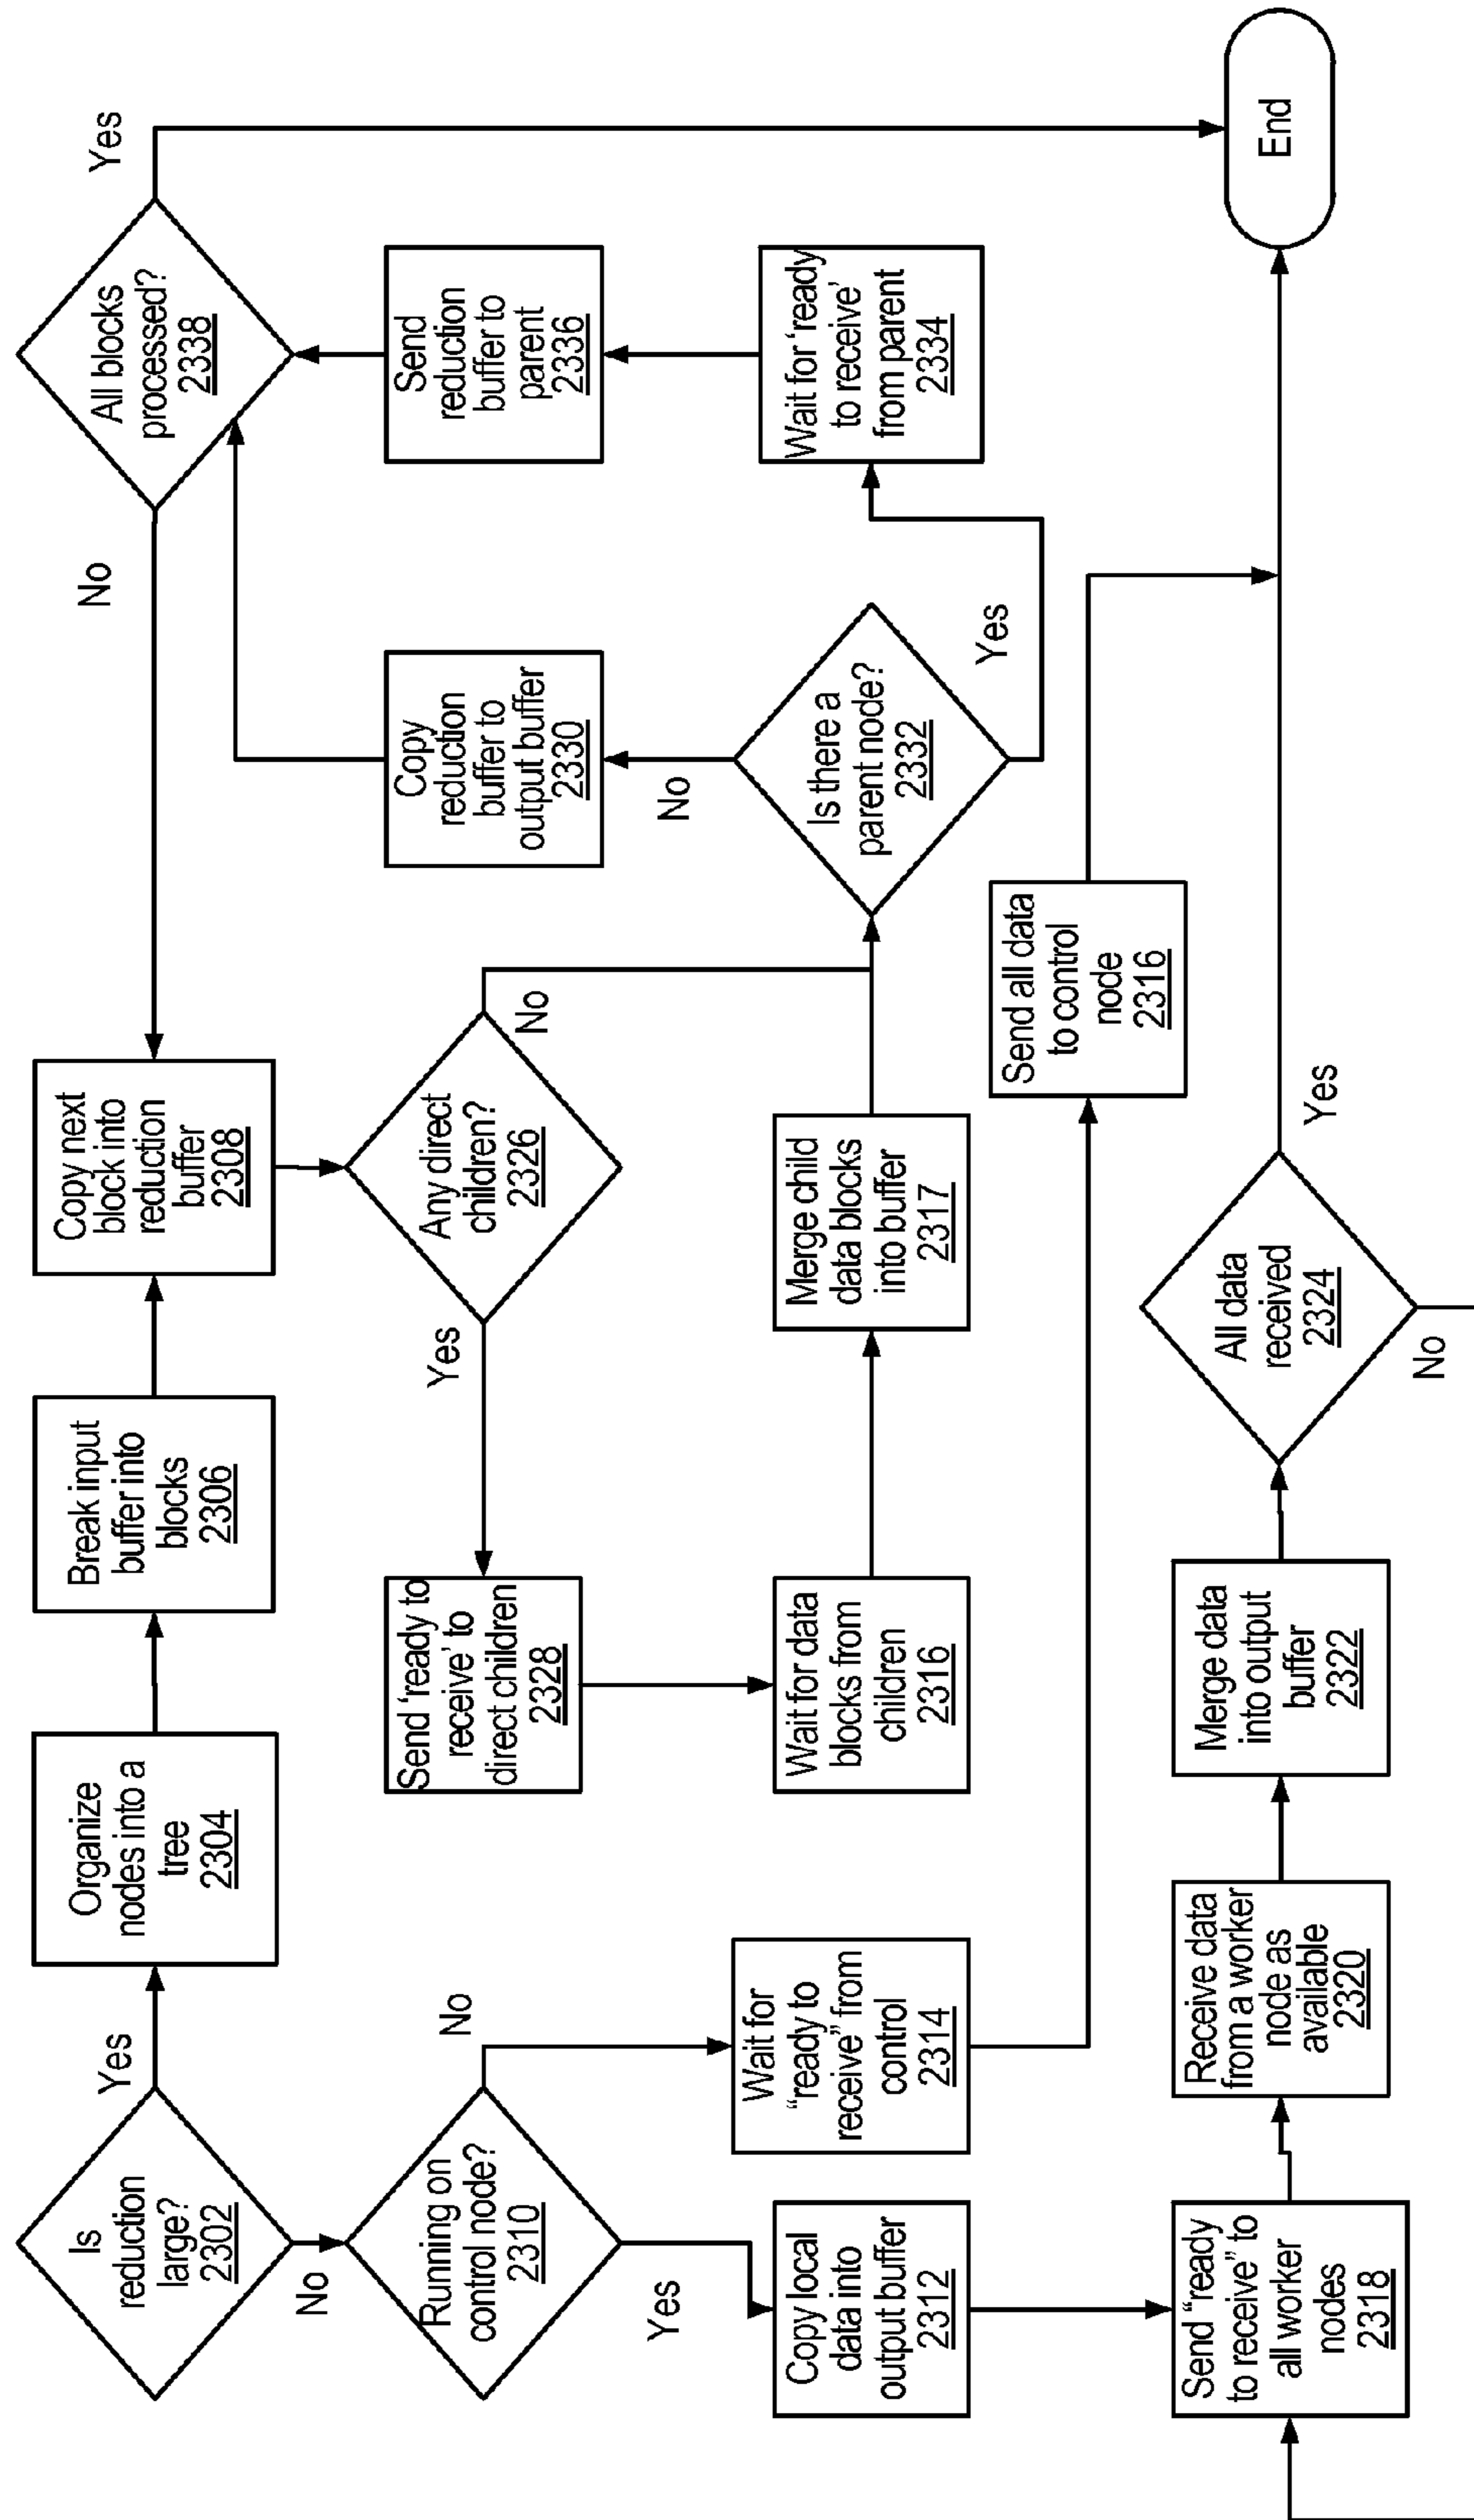 Is
reduction
large?
2302
Yes
No
Organize
nodes into a
tree
2304
Break input
buffer into
blocks
2306
Copy next
block into
reduction
buffer
2308
No
All blocks
processed?
2338
Yes
Running on
control node?
2310
No
Yes
Send 'ready to
receive' to
direct children
2328
Yes
Any direct
children?
2326
No
Copy
reduction
buffer to
output buffer
2330
Send
reduction
buffer to
parent
2336
No
Copy local
data into
output buffer
2312
Wait for
“ready to
receive” from
control
2314
Wait for data
blocks from
children
2316
Merge child
data blocks
into buffer
2317
Is there a
parent node?
2332
Yes
Wait for ‘ready
to receive’
from parent
2334
Send all data
to control
node
2316
Send “ready
to receive” to
all worker
nodes
2318
Receive data
from a worker
node as
available
2320
Merge data
into output
buffer
2322
All data
received
2324
Yes
No
End